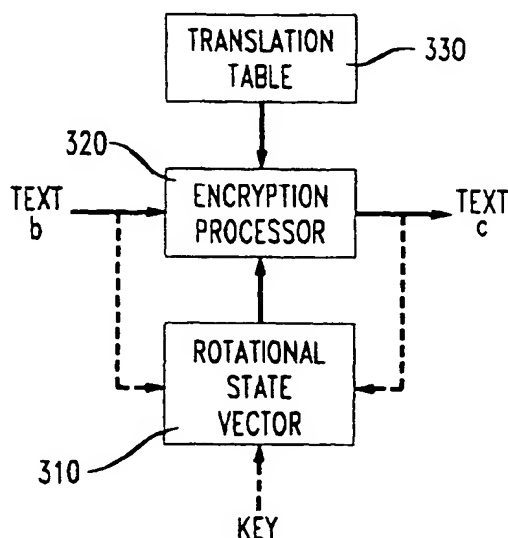 TRANSLATION
TABLE
330
320
TEXT
b
ENCRYPTION
PROCESSOR
TEXT
c
ROTATIONAL
STATE
VECTOR
310
KEY